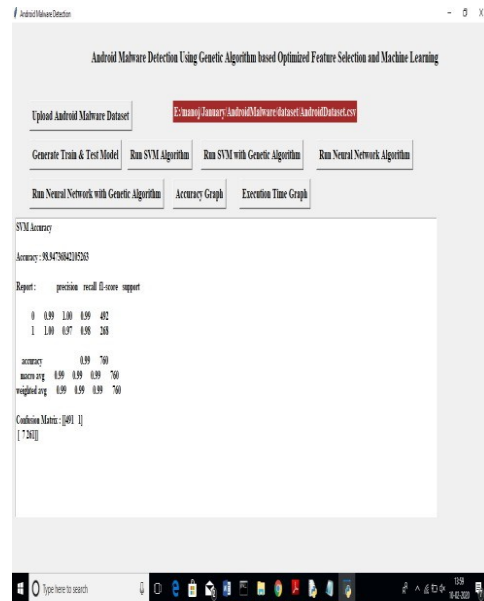 Android Malware Detection
Android Malware Detection Using Genetic Algorithm based Optimized Feature Selection and Machine Learning
Upload Android Malware Dataset
E:/manoj/January/AndroidMalware/dataset/AndroidDataset.csv
Generate Train & Test Model Run SVM Algorithm Run SVM with Genetic Algorithm Run Neural Network Algorithm
Run Neural Network with Genetic Algorithm Accuracy Graph Execution Time Graph
SVM Accuracy
Accuracy : 98.94736842105263
Report : precision recall f1-score support
0 0.99 1.00 0.99 492
1 1.00 0.97 0.98 268
accuracy 0.99 760
macro avg 0.99 0.99 0.99 760
weighted avg 0.99 0.99 0.99 760
Confusion Matrix : [[491 1]
[ 7 261]]
Type here to search
13:59
10-02-2020